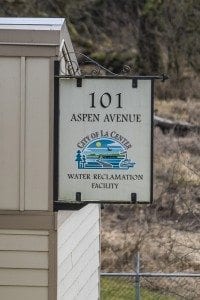 101
ASPEN AVENUE
CITY OF LA CENTER
WATER RECLAMATION
FACILITY